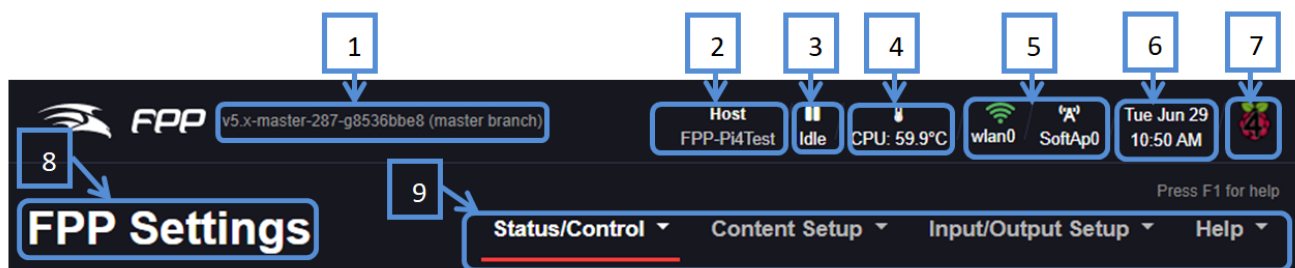 1 2 3 4 5 6 7
FPP v5.x-master-287-g8536bbe8 (master branch) Host Idle CPU: 59.9°C wlan0 SoftAp0 Tue Jun 29 4
FPP-Pi4Test 10:50 AM
8 9
Press F1 for help
FPP Settings Status/Control Content Setup Input/Output Setup Help